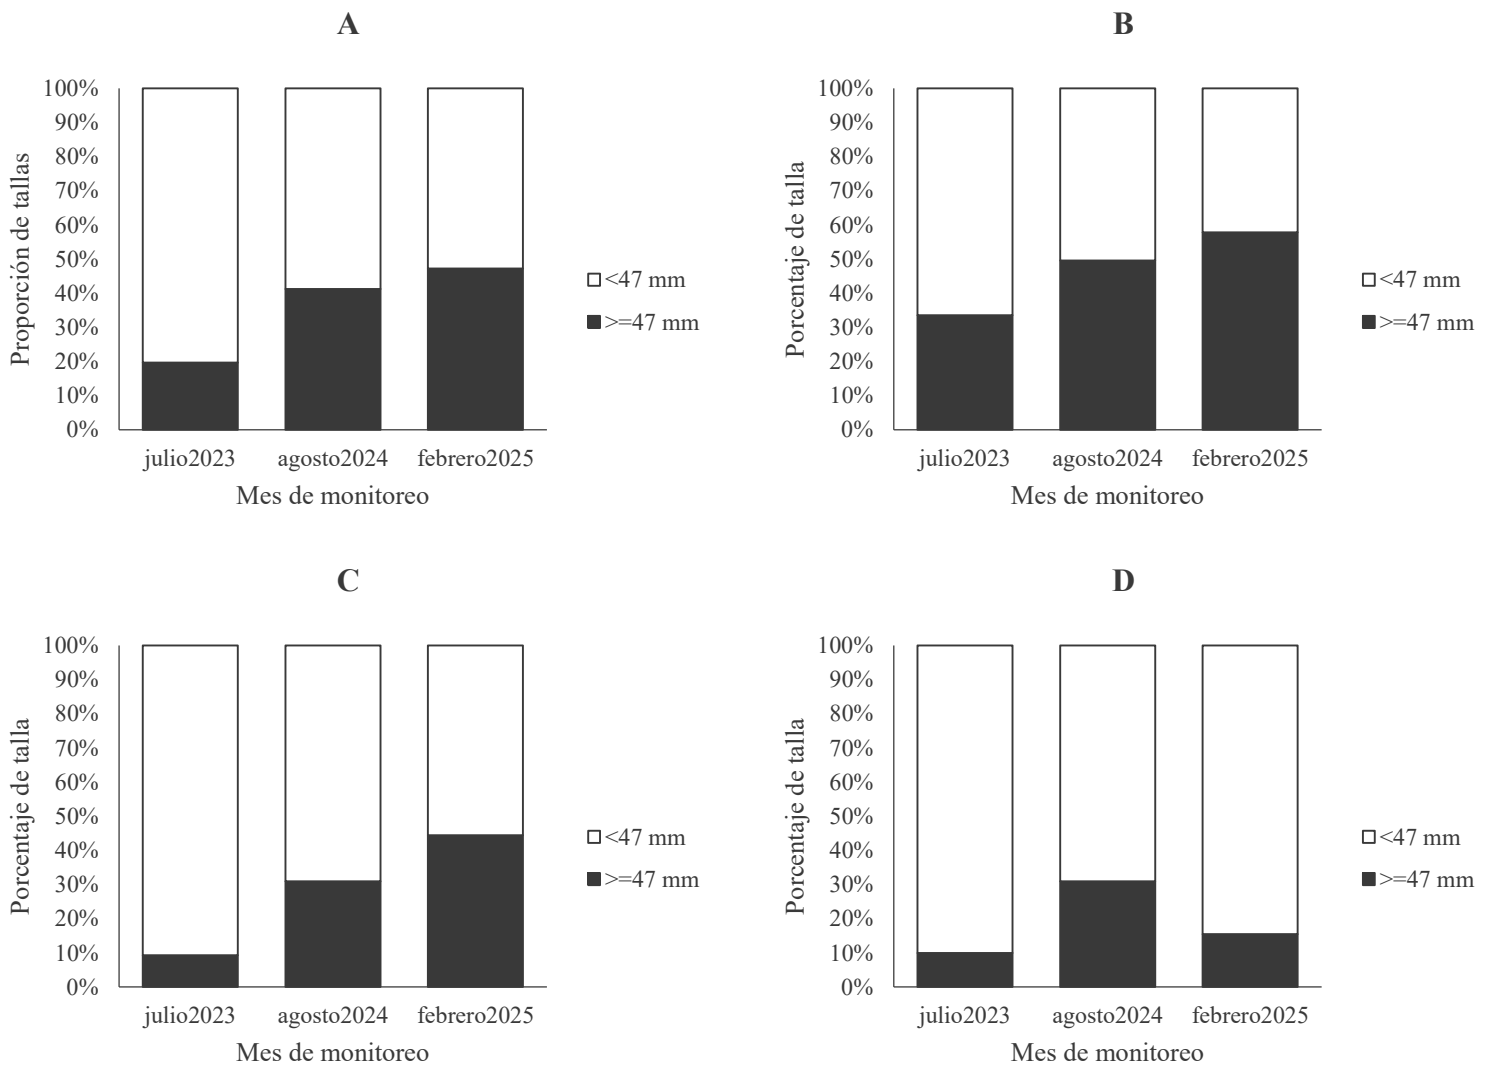 A
100%
90%
80%
70%
60%
50%
40%
30%
20%
10%
0%
Proporción de tallas
julio2023
agosto2024
febrero2025
Mes de monitoreo
<47 mm
>=47 mm
B
100%
90%
80%
70%
60%
50%
40%
30%
20%
10%
0%
Porcentaje de talla
julio2023
agosto2024
febrero2025
Mes de monitoreo
<47 mm
>=47 mm
C
100%
90%
80%
70%
60%
50%
40%
30%
20%
10%
0%
Porcentaje de talla
julio2023
agosto2024
febrero2025
Mes de monitoreo
<47 mm
>=47 mm
D
100%
90%
80%
70%
60%
50%
40%
30%
20%
10%
0%
Porcentaje de talla
julio2023
agosto2024
febrero2025
Mes de monitoreo
<47 mm
>=47 mm